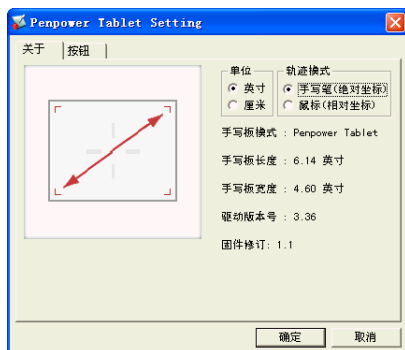 Penpower Tablet Setting
关于 按钮
单位 轨迹模式
英寸 手写笔(绝对坐标)
厘米 鼠标(相对坐标)
手写板模式 : Penpower Tablet
手写板长度 : 6.14 英寸
手写板宽度 : 4.60 英寸
驱动版本号 : 3.36
固件修订: 1.1
确定 取消